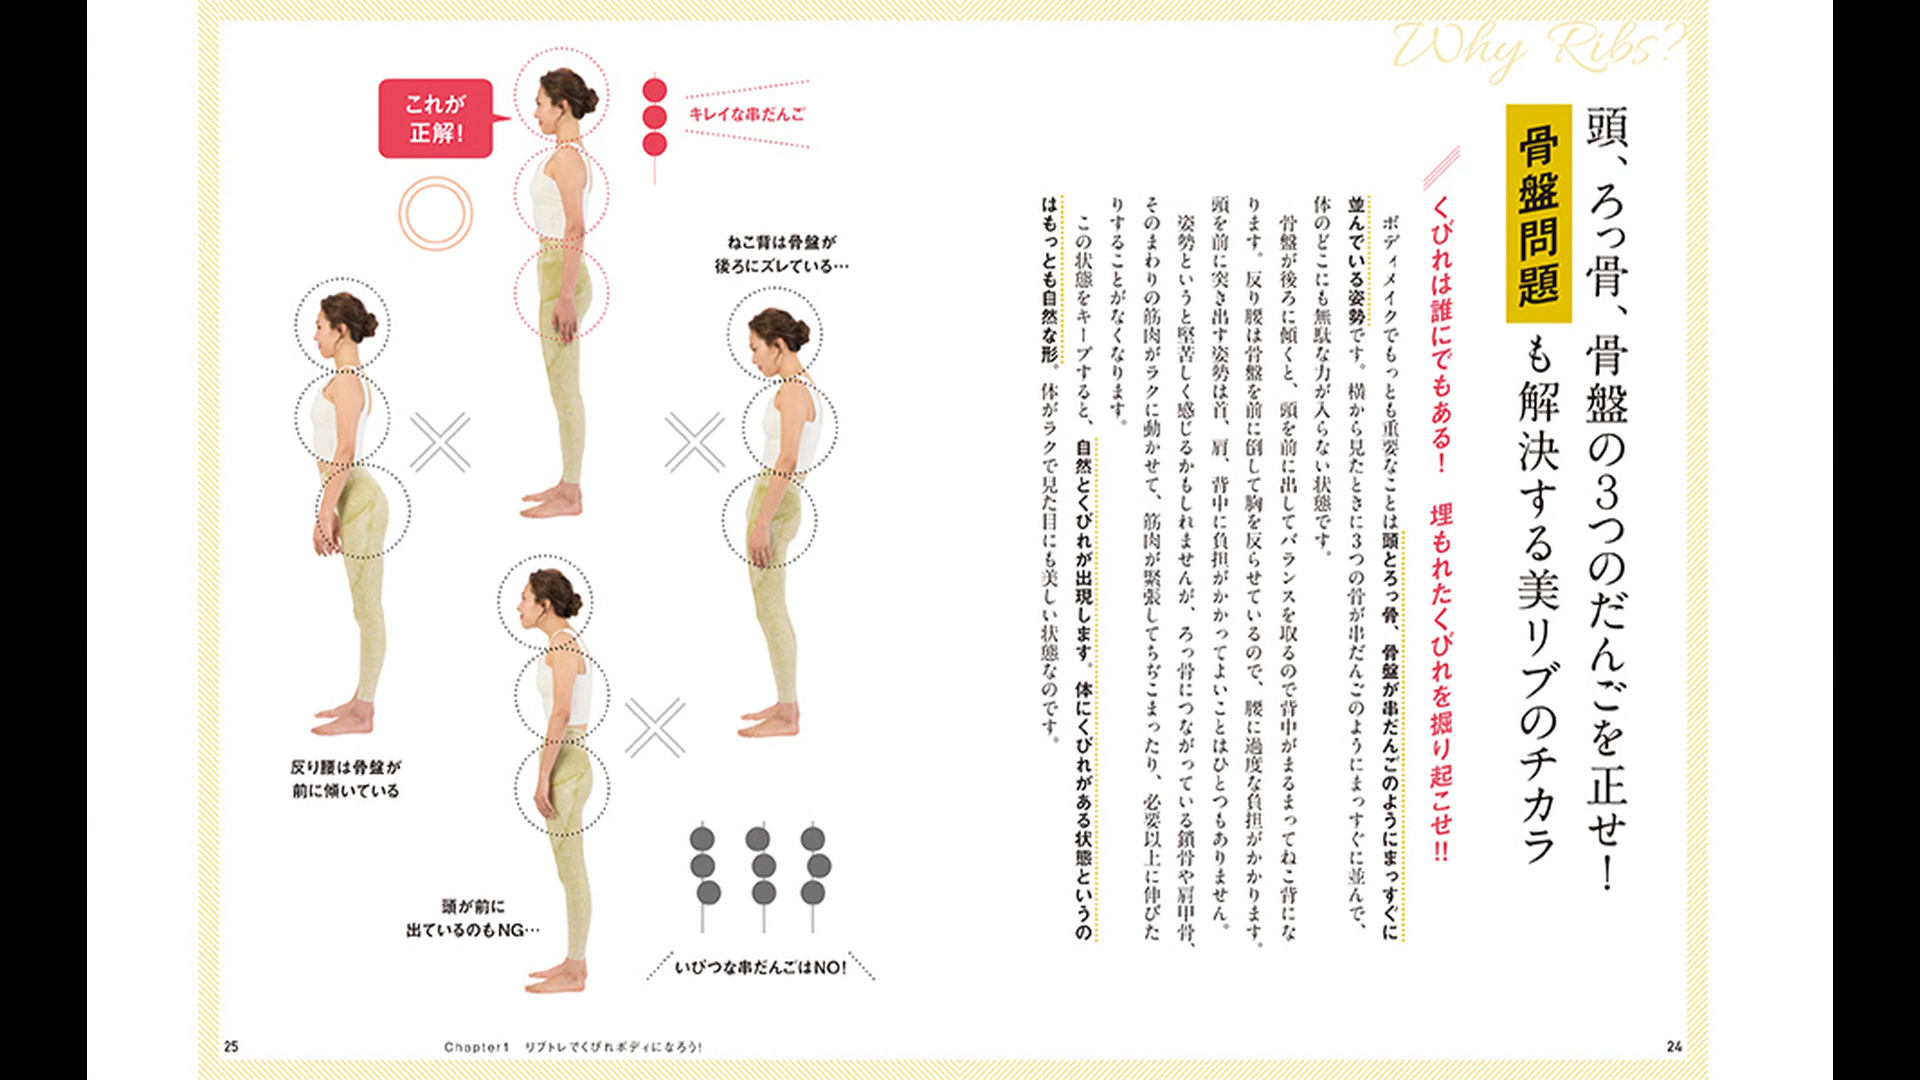 Why Ribs?
頭、ろっ骨、骨盤の3つのだんごを正せ！
骨盤問題も解決する美リブのチカラ
くびれは誰にでもある！　埋もれたくびれを掘り起こせ!!
ボディメイクでもっとも重要なことは頭とろっ骨、骨盤が串だんごのようにまっすぐに
並んでいる姿勢です。横から見たときに3つの骨が串だんごのようにまっすぐに並んで、
体のどこにも無駄な力が入らない状態です。
骨盤が後ろに傾くと、頭を前に出してバランスを取るので背中がまるまってねこ背にな
ります。反り腰は骨盤を前に倒して胸を反らせているので、腰に過度な負担がかかります。
頭を前に突き出す姿勢は首、肩、背中に負担がかかってよいことはひとつもありません。
姿勢というと堅苦しく感じるかもしれませんが、ろっ骨につながっている鎖骨や肩甲骨、
そのまわりの筋肉がラクに動かせて、筋肉が緊張してちぢこまったり、必要以上に伸びた
りすることがなくなります。
この状態をキープすると、自然とくびれが出現します。体にくびれがある状態というの
はもっとも自然な形。体がラクで見た目にも美しい状態なのです。
24
これが
正解！
キレイな串だんご
ねこ背は骨盤が
後ろにズレている…
反り腰は骨盤が
前に傾いている
頭が前に
出ているのもNG…
いびつな串だんごはNO！
25
Chapter1　リブトレでくびれボディになろう！